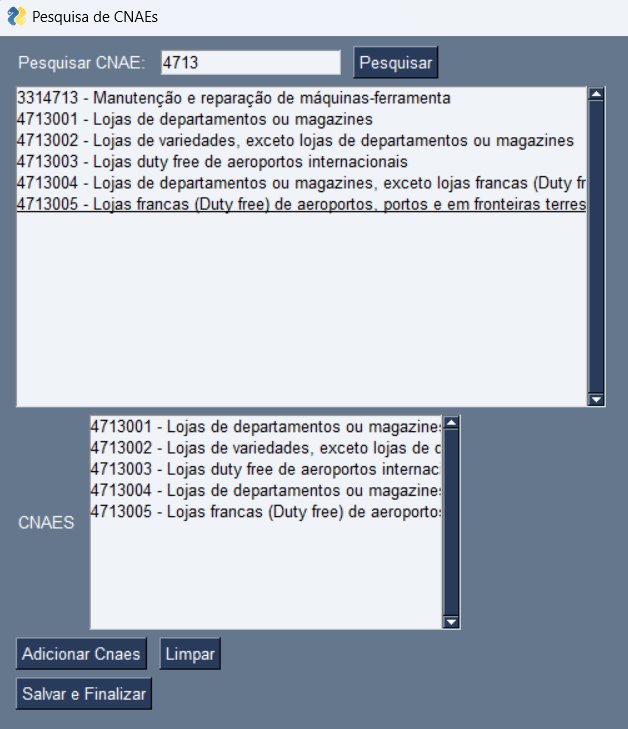 Pesquisa de CNAEs
Pesquisar CNAE: 4713 Pesquisar
3314713 - Manutenção e reparação de máquinas-ferramenta
4713001 - Lojas de departamentos ou magazines
4713002 - Lojas de variedades, exceto lojas de departamentos ou magazines
4713003 - Lojas duty free de aeroportos internacionais
4713004 - Lojas de departamentos ou magazines, exceto lojas francas (Duty fr
4713005 - Lojas francas (Duty free) de aeroportos, portos e em fronteiras terres
4713001 - Lojas de departamentos ou magazines
4713002 - Lojas de variedades, exceto lojas de d
4713003 - Lojas duty free de aeroportos internac
4713004 - Lojas de departamentos ou magazines
4713005 - Lojas francas (Duty free) de aeroportos
CNAES
Adicionar Cnaes Limpar
Salvar e Finalizar